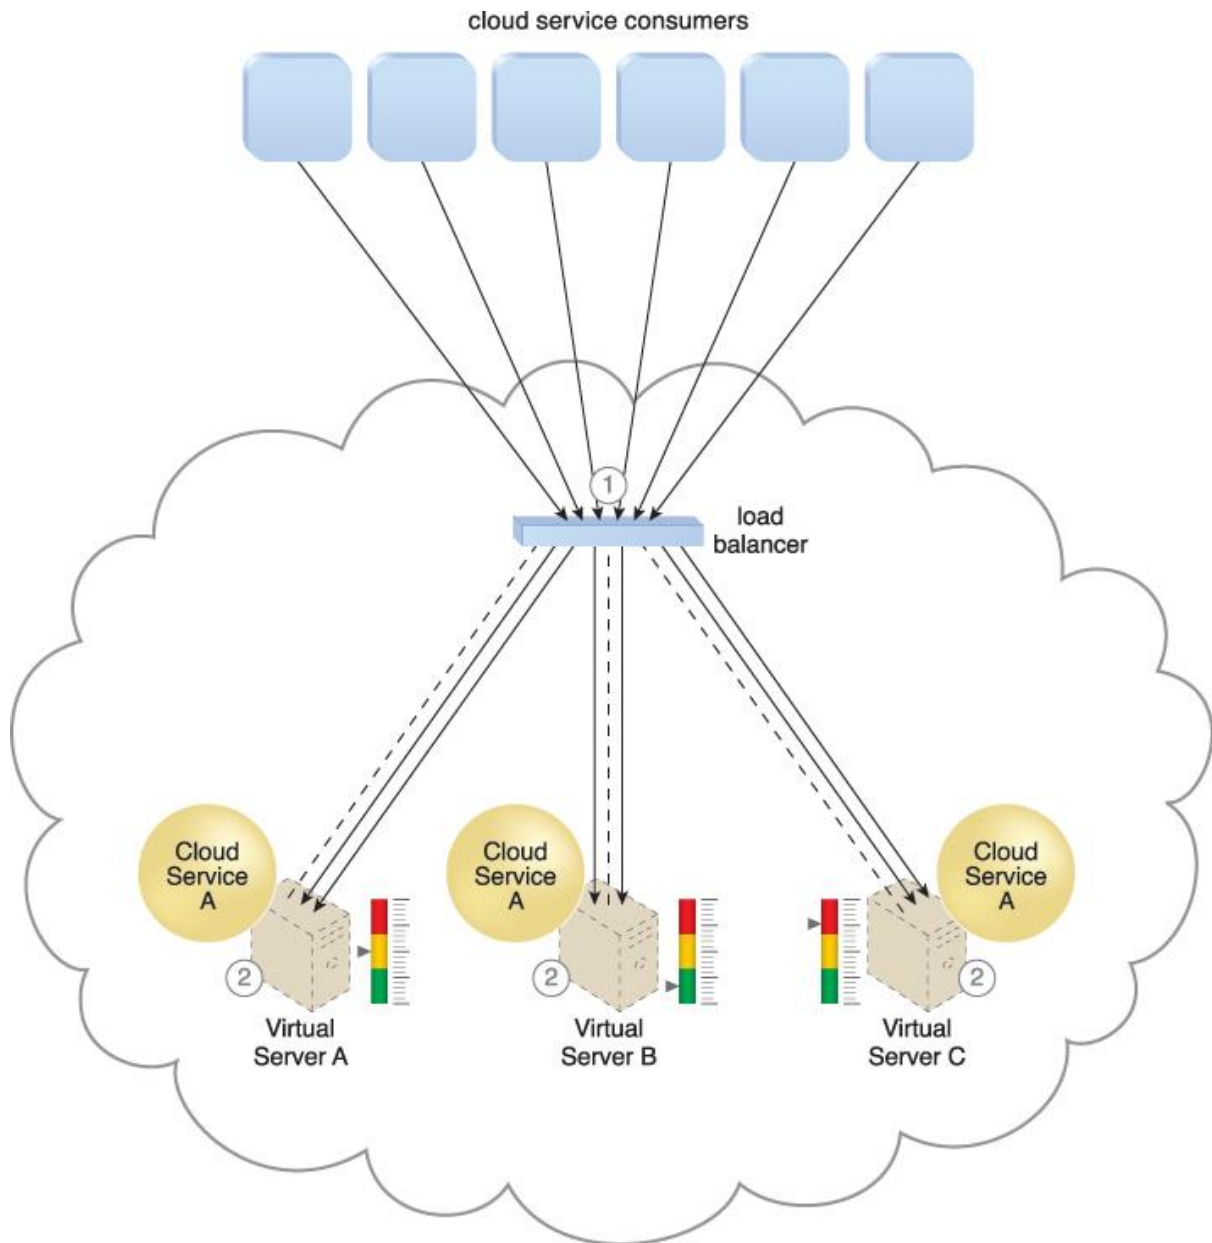 cloud service consumers
1
load
balancer
Cloud
Service
A
2
Virtual
Server A
Cloud
Service
A
2
Virtual
Server B
Cloud
Service
A
2
Virtual
Server C